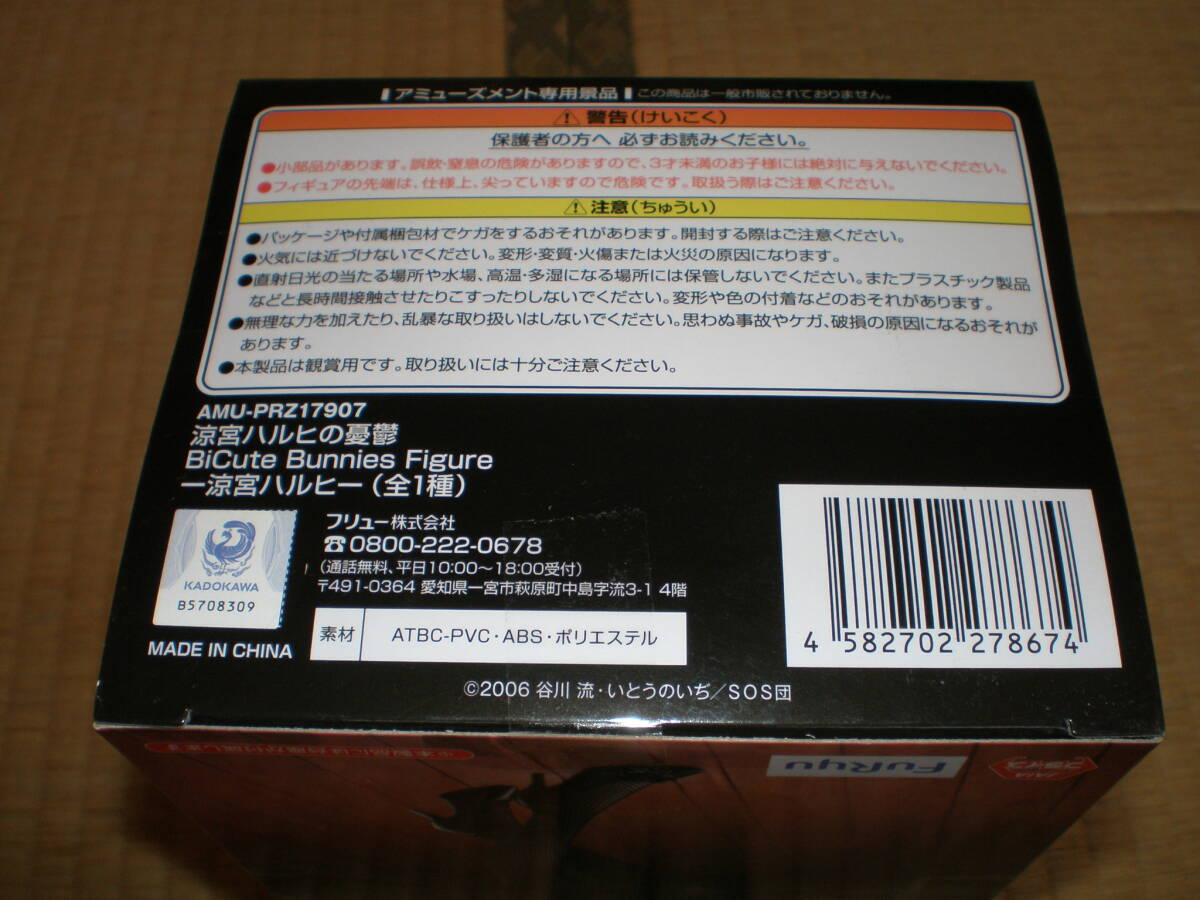 アミューズメント専用景品 この商品は一般市販されておりません。
警告(けいこく)
保護者の方へ 必ずお読みください。
●小部品があります。誤飲・窒息の危険がありますので、3才未満のお子様には絶対に与えないでください。
●フィギュアの先端は、仕様上、尖っていますので危険です。取扱う際はご注意ください。
注意(ちゅうい)
●パッケージや付属梱包材でケガをするおそれがあります。開封する際はご注意ください。
●火気には近づけないでください。変形・変質・火傷または火災の原因になります。
●直射日光の当たる場所や水場、高温・多湿になる場所には保管しないでください。またプラスチック製品
などと長時間接触させたりこすったりしないでください。変形や色の付着などのおそれがあります。
●無理な力を加えたり、乱暴な取り扱いはしないでください。思わぬ事故やケガ、破損の原因になるおそれが
あります。
●本製品は観賞用です。取り扱いには十分ご注意ください。
AMU-PRZ17907
涼宮ハルヒの憂鬱
BiCute Bunnies Figure
ー涼宮ハルヒー(全1種)
KADOKAWA
B5708309
MADE IN CHINA
フリュー株式会社
☎0800-222-0678
(通話無料、平日10:00〜18:00受付)
〒491-0364 愛知県一宮市萩原町中島字流3-1 4階
素材 ATBC-PVC・ABS・ポリエステル
4 582702 278674
©2006 谷川 流・いとうのいぢ/SOS団
※本製品には台座が付属します
FuRyu
JAIA
プライズ